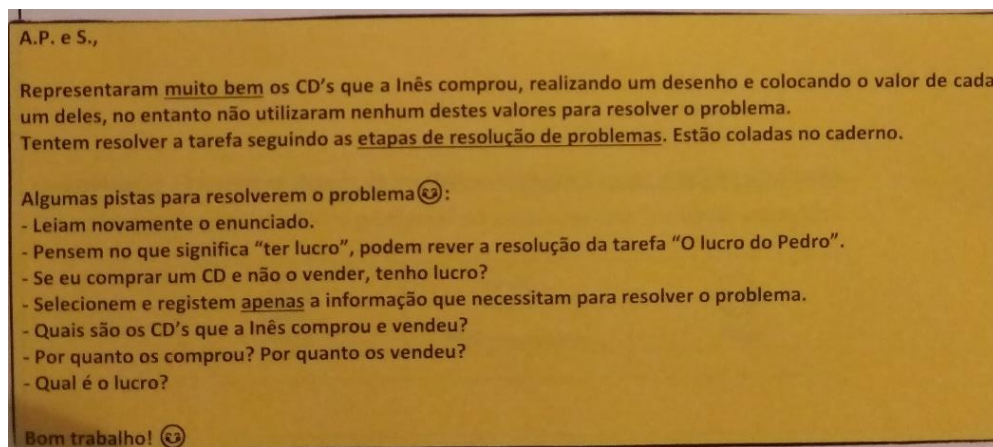 A.P. e S.,
Representaram muito bem os CD's que a Inês comprou, realizando um desenho e colocando o valor de cada
um deles, no entanto não utilizaram nenhum destes valores para resolver o problema.
Tentem resolver a tarefa seguindo as etapas de resolução de problemas. Estão coladas no caderno.
Algumas pistas para resolverem o problema☺:
- Leiam novamente o enunciado.
- Pensem no que significa “ter lucro”, podem rever a resolução da tarefa “O lucro do Pedro”.
- Se eu comprar um CD e não o vender, tenho lucro?
- Selecionem e registem apenas a informação que necessitam para resolver o problema.
- Quais são os CD's que a Inês comprou e vendeu?
- Por quanto os comprou? Por quanto os vendeu?
- Qual é o lucro?
Bom trabalho! ☺